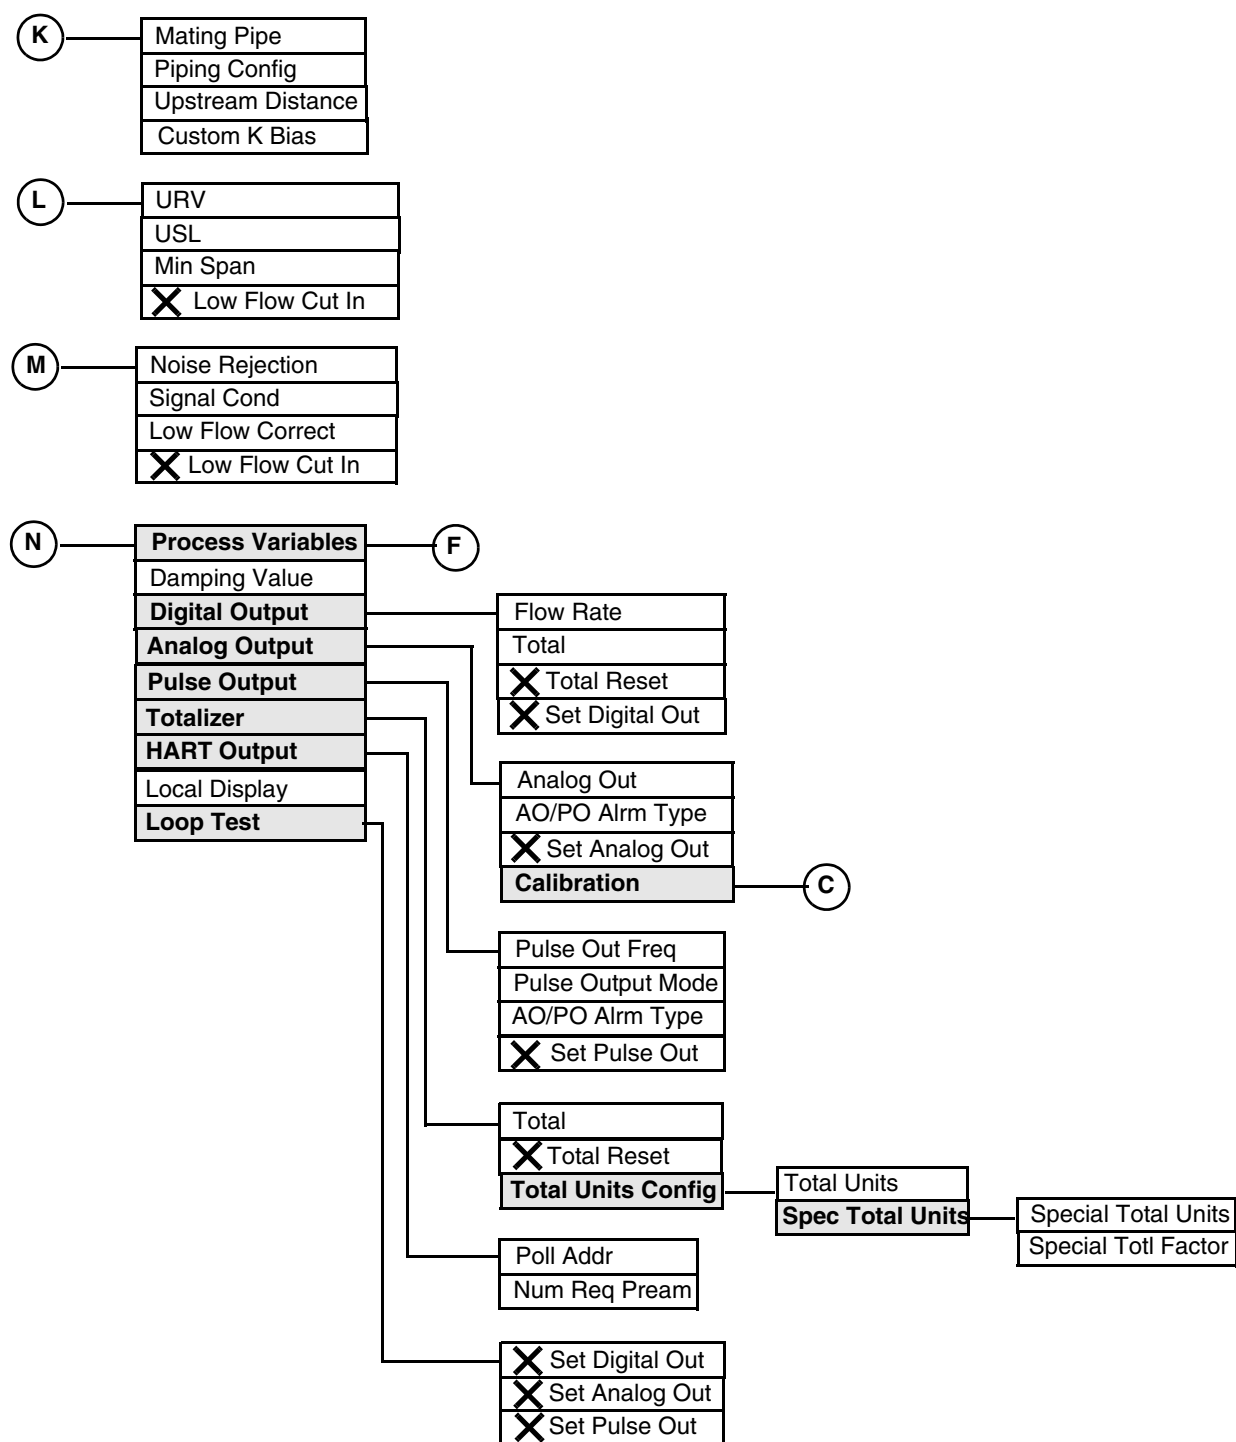 K
Mating Pipe
Piping Config
Upstream Distance
Custom K Bias
L
URV
USL
Min Span
Low Flow Cut In
M
Noise Rejection
Signal Cond
Low Flow Correct
Low Flow Cut In
N
Process Variables
F
Damping Value
Digital Output
Analog Output
Pulse Output
Totalizer
HART Output
Local Display
Loop Test
Flow Rate
Total
Total Reset
Set Digital Out
Analog Out
AO/PO Alrm Type
Set Analog Out
Calibration
C
Pulse Out Freq
Pulse Output Mode
AO/PO Alrm Type
Set Pulse Out
Total
Total Reset
Total Units Config
Total Units
Spec Total Units
Special Total Units
Special Totl Factor
Poll Addr
Num Req Pream
Set Digital Out
Set Analog Out
Set Pulse Out